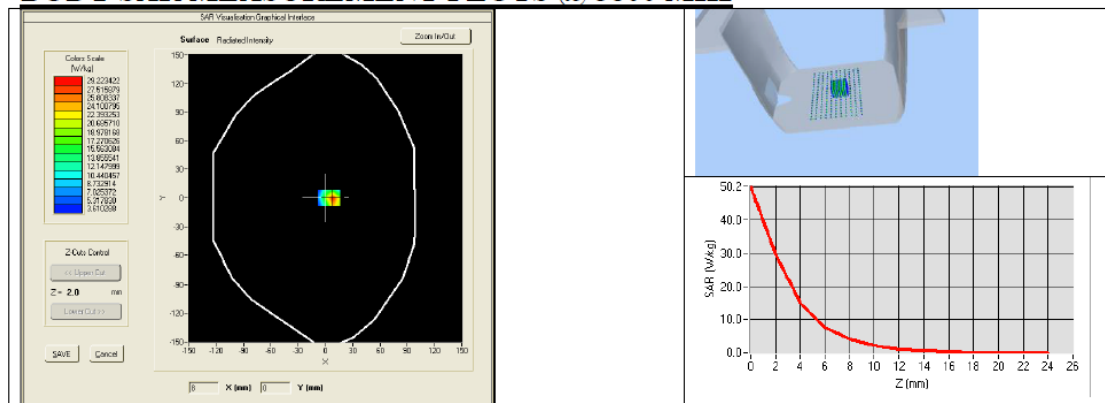 SAR Visualisation Graphical Interface
Surface Radiated Intensity
Zoom In/Out
Colors Scale
(W/kg)
29.223422
27.515879
25.808337
24.100795
22.393253
20.685710
18.978168
17.270626
15.563084
13.855541
12.147999
10.440457
8.732914
7.025372
5.317830
3.610288
Z-Cuts Control
<< Upper Cut
Z= 2.0 mm
Lower Cut >>
SAVE Cancel
150-
120-
90-
60-
30-
0-
-30-
-60-
-90-
-120-
-150-
Y
-150 -120 -90 -60 -30 0 30 60 90 120 150
X
8 X (mm) 0 Y (mm)
50.2-
40.0-
30.0-
20.0-
10.0-
0.0-
SAR (W/kg)
0 2 4 6 8 10 12 14 16 18 20 22 24 26
Z (mm)